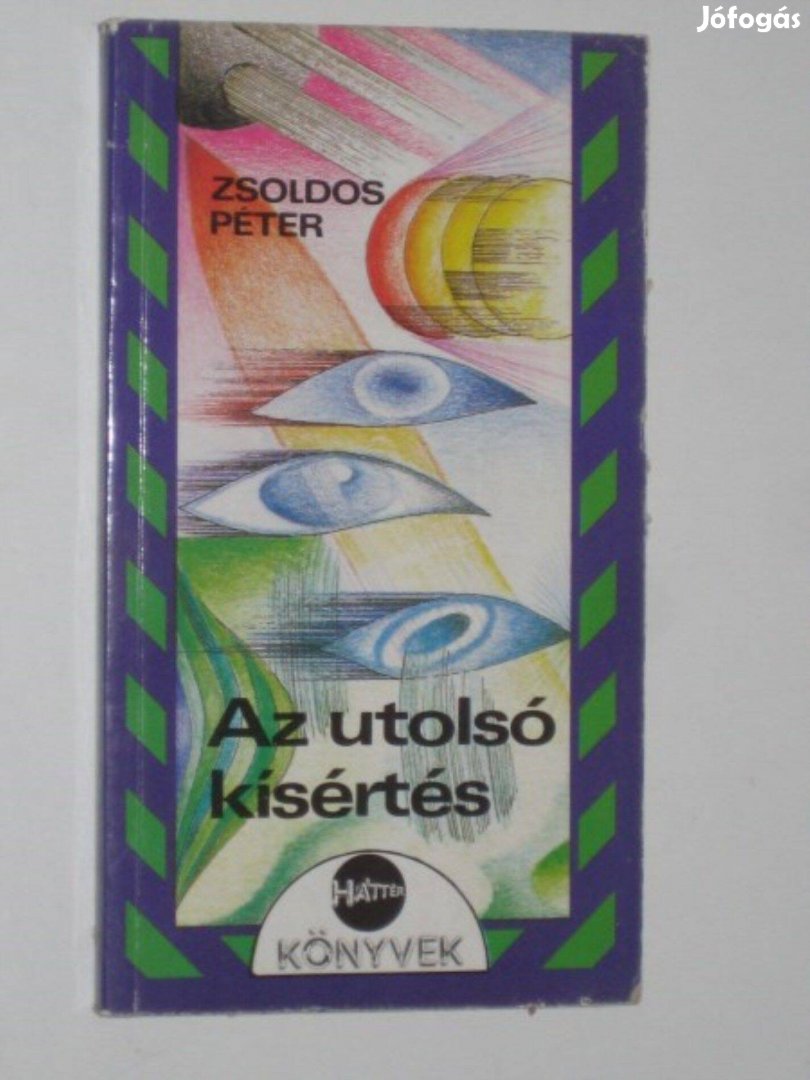 Jófogás
ZSOLDOS
PÉTER
Az utolsó
kísértés
HÁTTÉR
KÖNYVEK